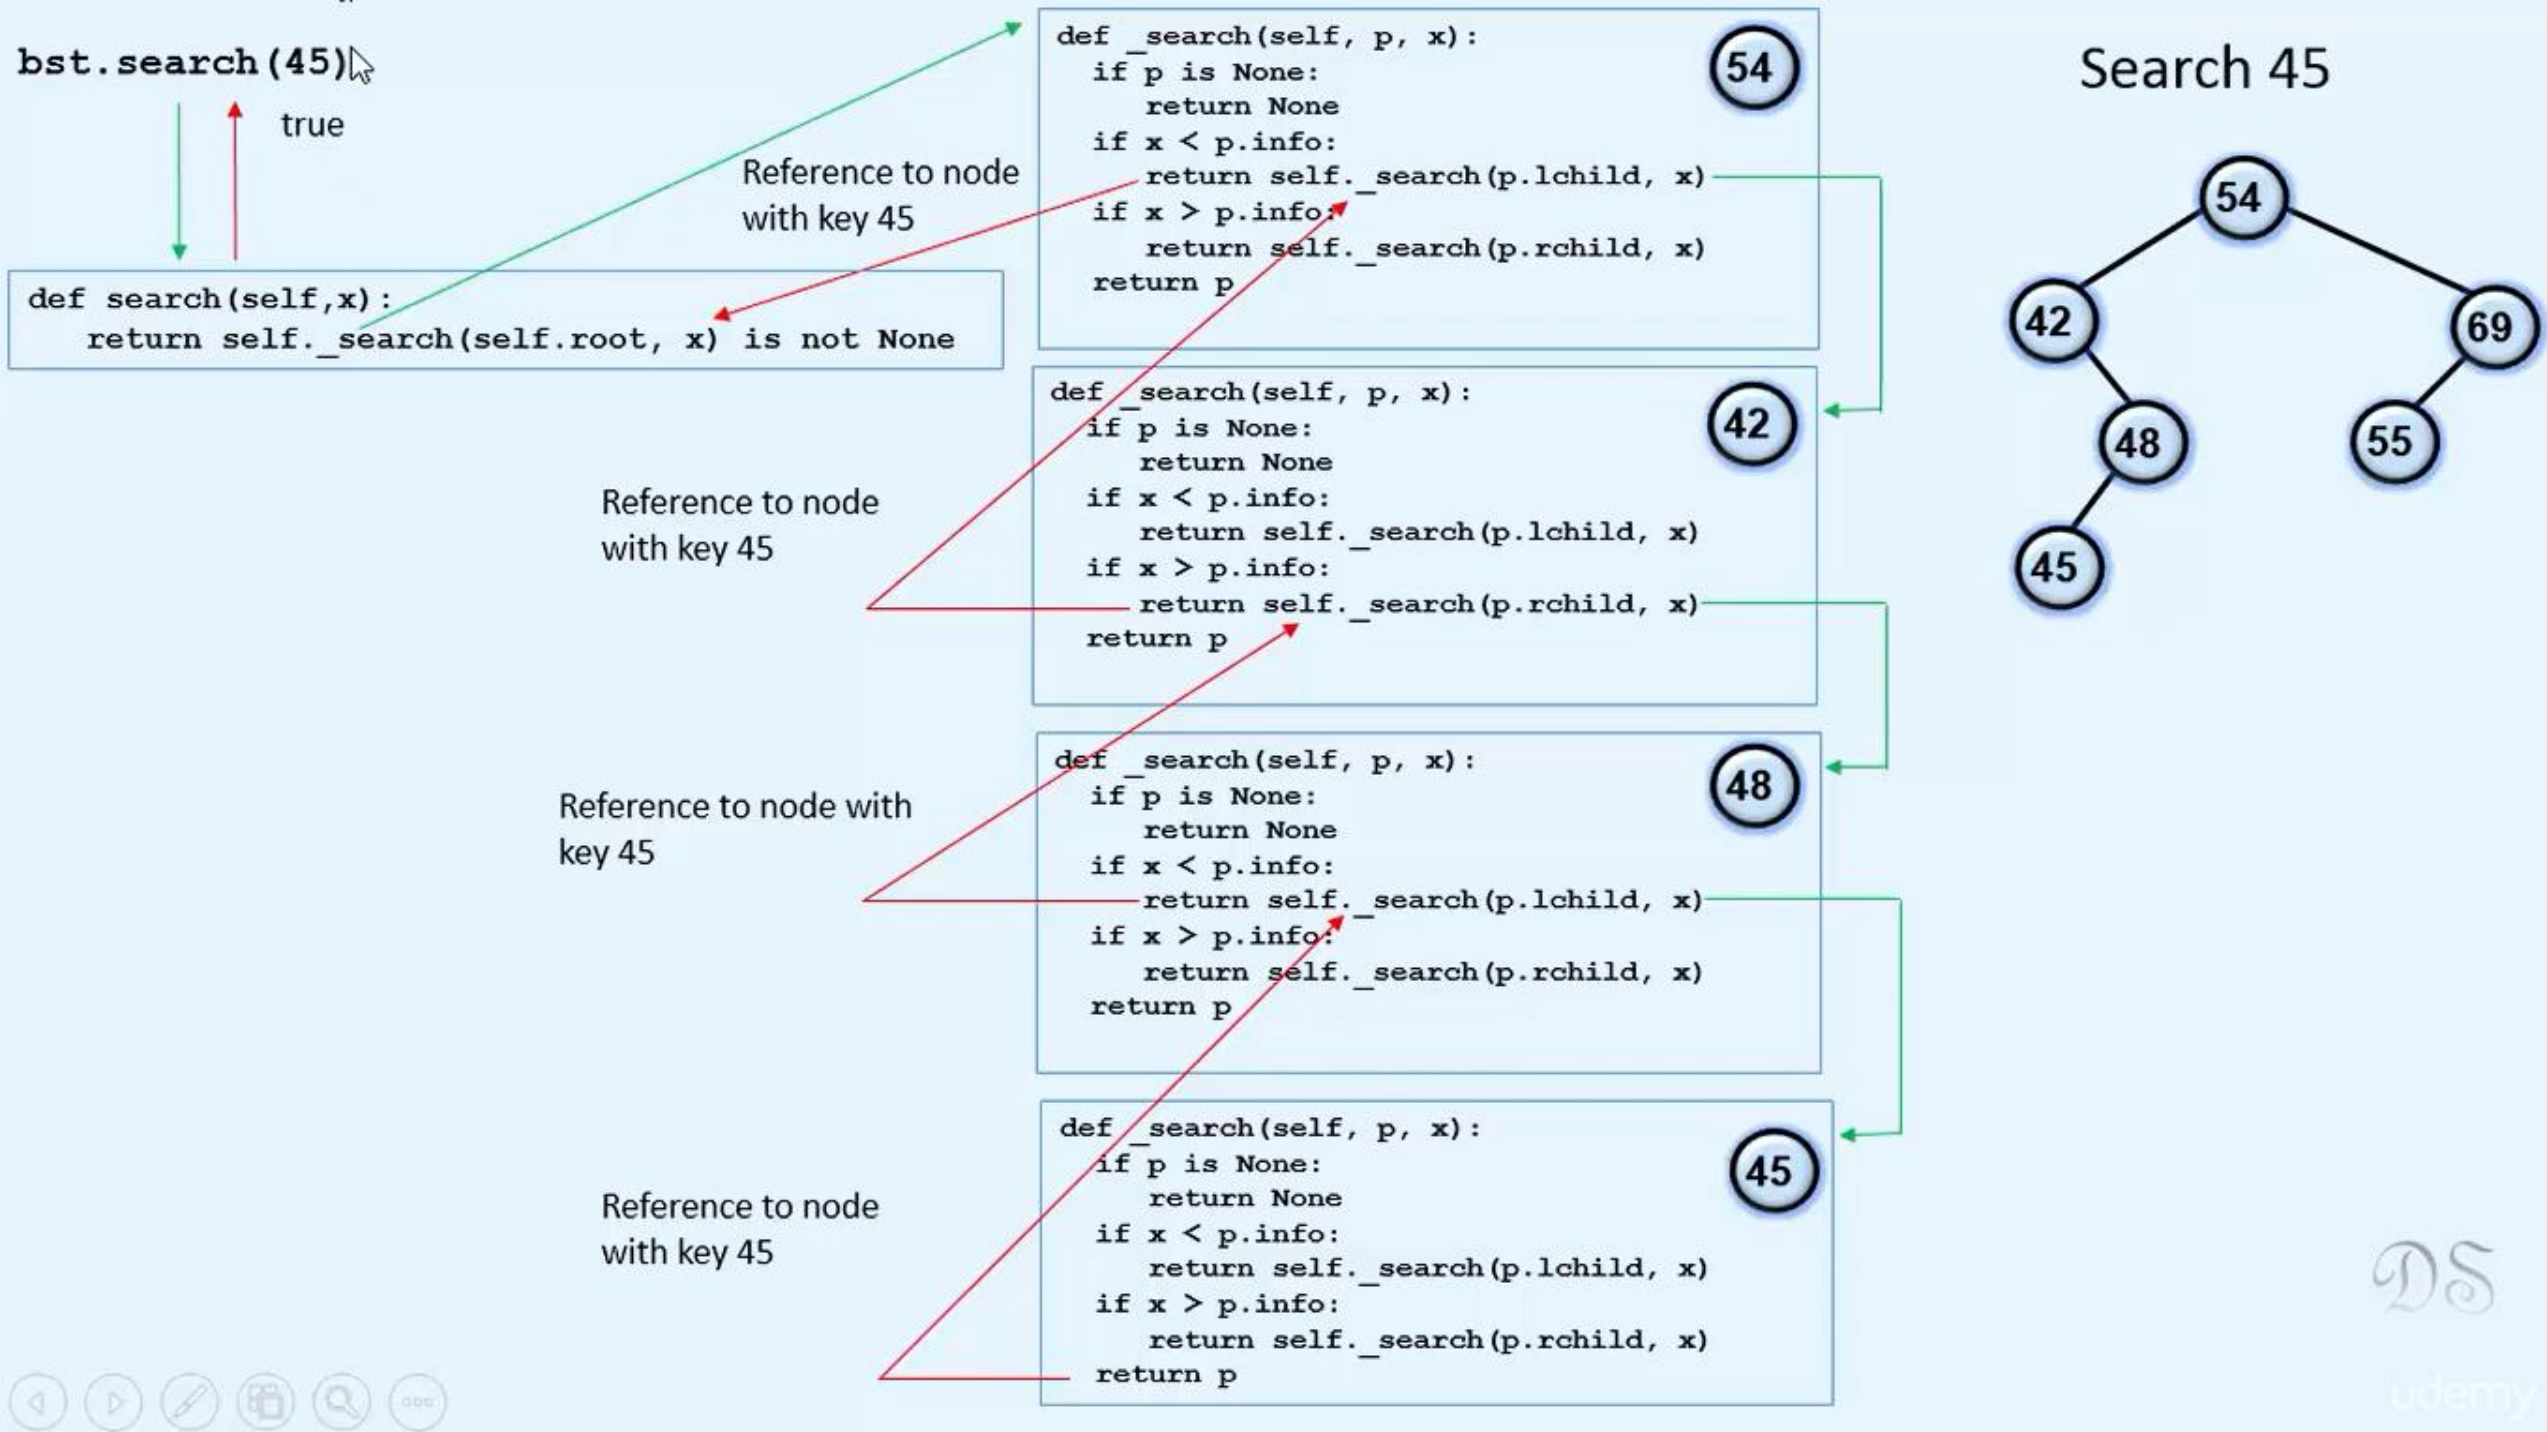 bst.search(45)
true
def search(self,x):
return self._search(self.root, x) is not None
Reference to node
with key 45
def _search(self, p, x):
if p is None:
return None
if x < p.info:
return self._search(p.lchild, x)
if x > p.info:
return self._search(p.rchild, x)
return p
54
Reference to node
with key 45
def _search(self, p, x):
if p is None:
return None
if x < p.info:
return self._search(p.lchild, x)
if x > p.info:
return self._search(p.rchild, x)
return p
42
Reference to node with
key 45
def _search(self, p, x):
if p is None:
return None
if x < p.info:
return self._search(p.lchild, x)
if x > p.info:
return self._search(p.rchild, x)
return p
48
Reference to node
with key 45
def _search(self, p, x):
if p is None:
return None
if x < p.info:
return self._search(p.lchild, x)
if x > p.info:
return self._search(p.rchild, x)
return p
45
Search 45
54
42
69
48
55
45
DS
udemy